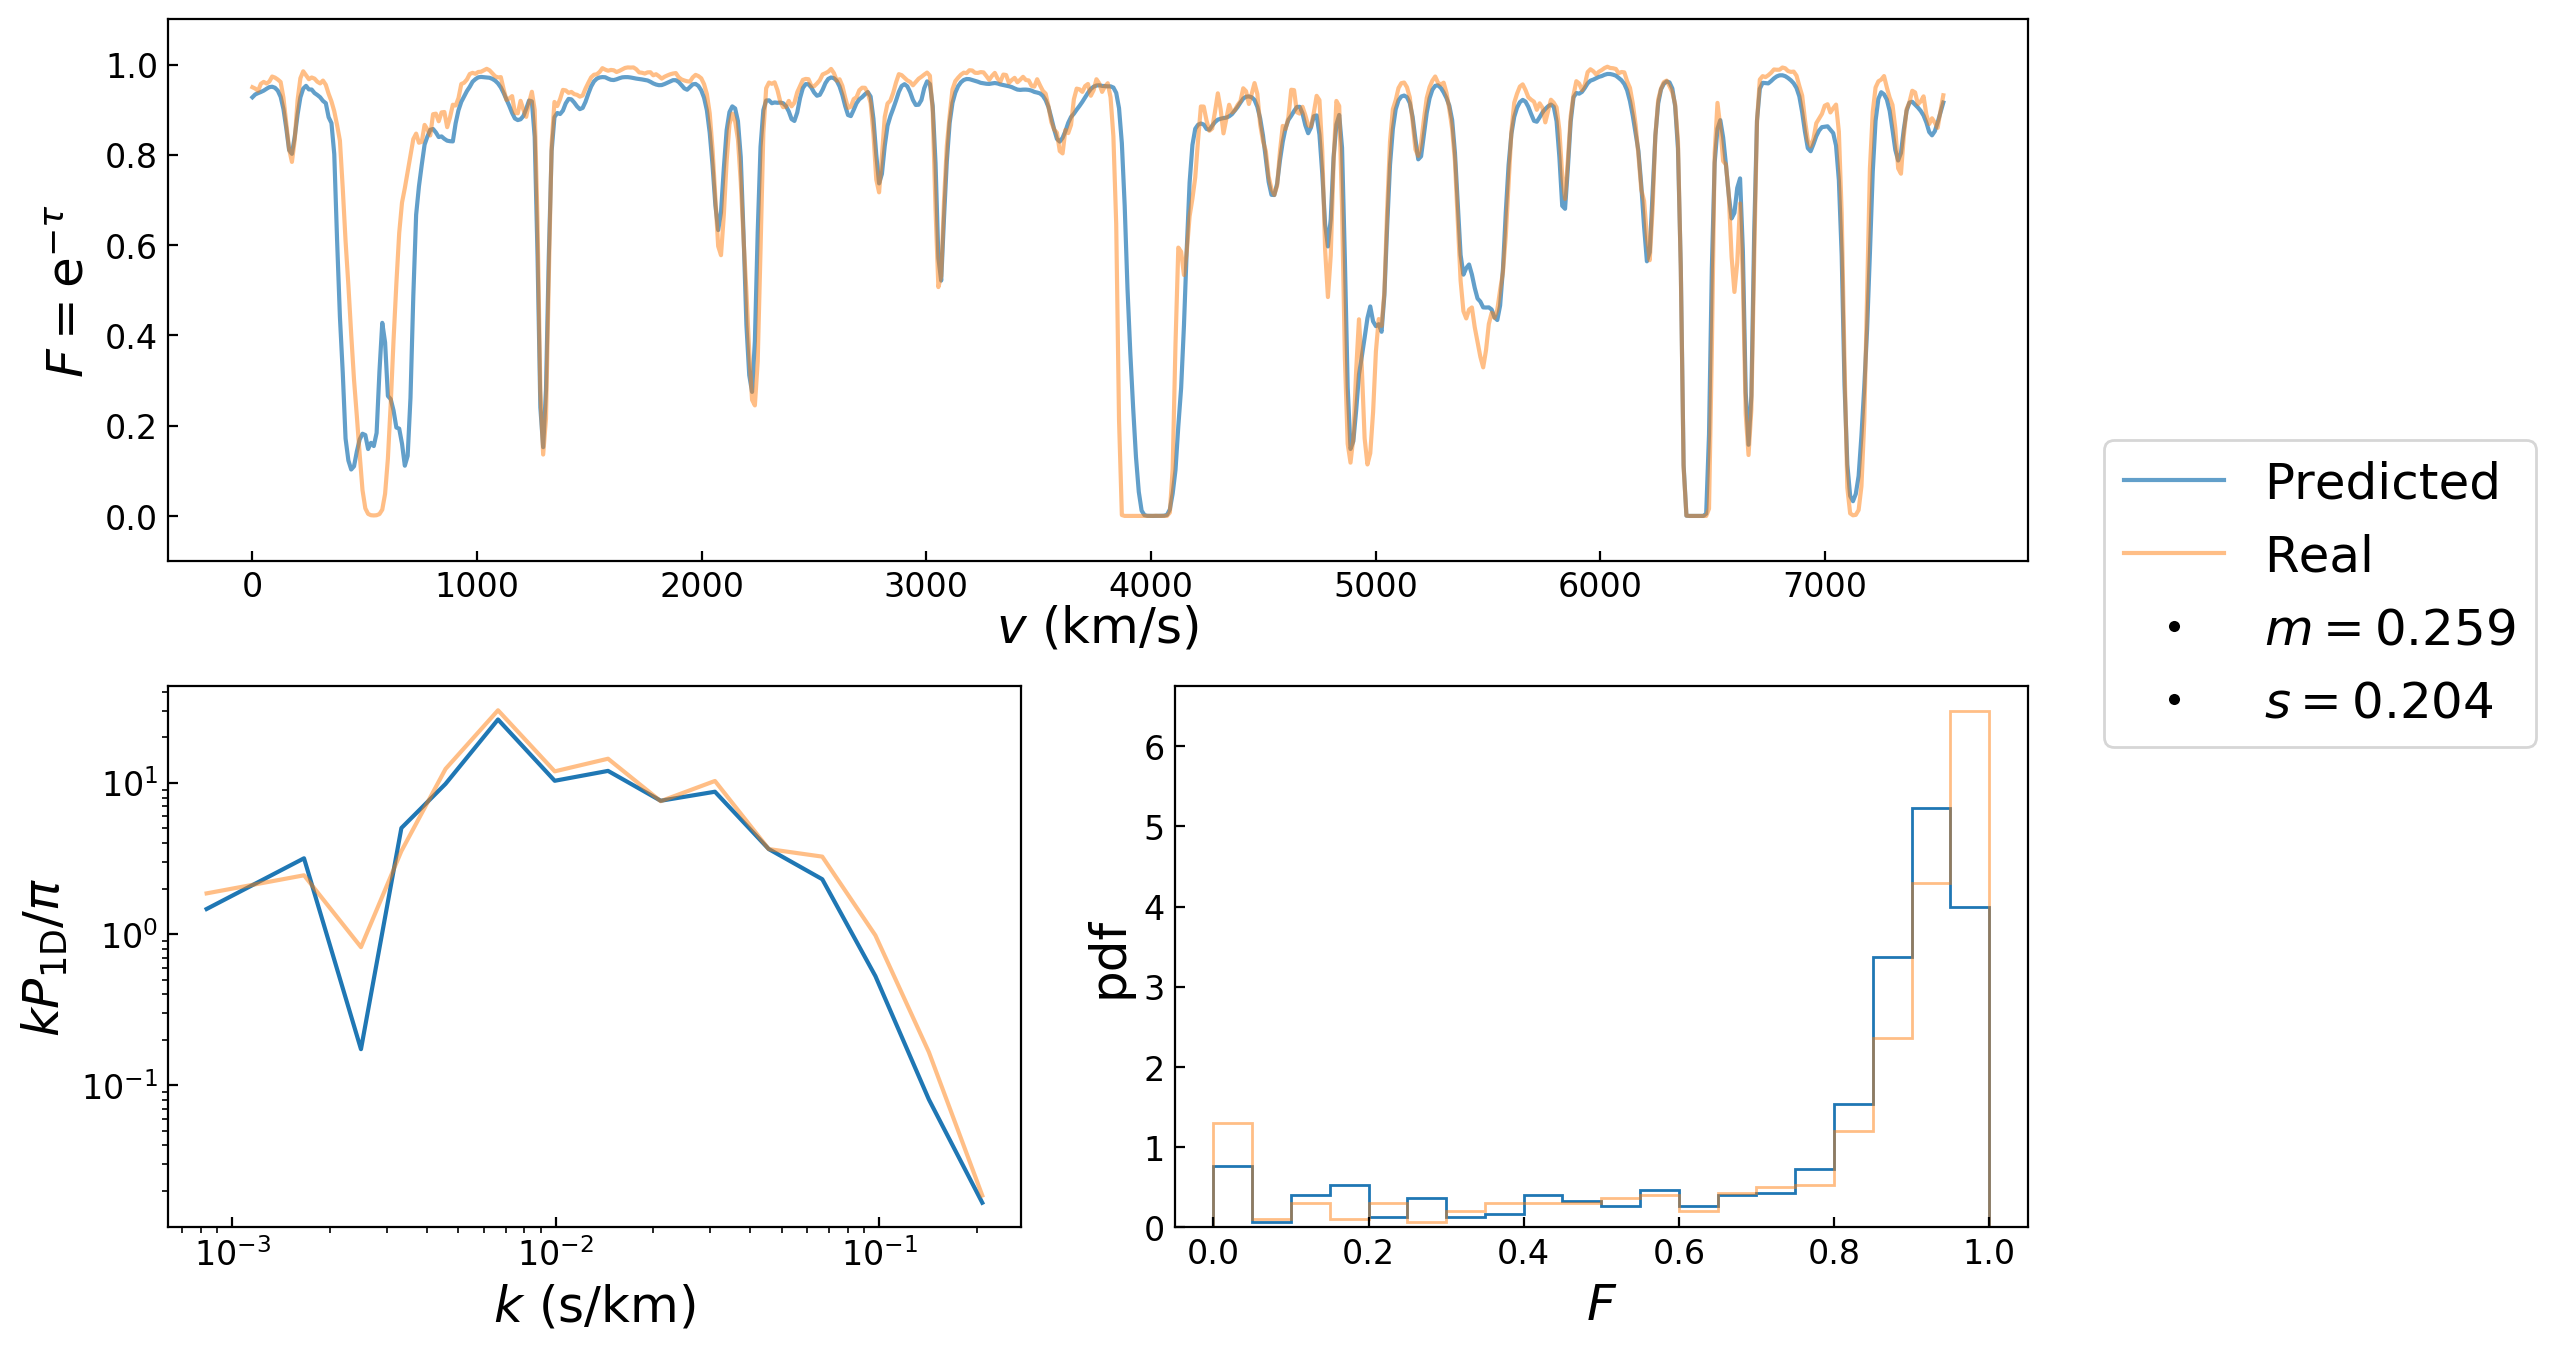 F = e^{-τ}
1.0
0.8
0.6
0.4
0.2
0.0
0 1000 2000 3000 4000 5000 6000 7000
v (km/s)
Predicted
Real
m = 0.259
s = 0.204
kP_{1D}/π
10^1
10^0
10^{-1}
10^{-3} 10^{-2} 10^{-1}
k (s/km)
pdf
6
5
4
3
2
1
0
0.0 0.2 0.4 0.6 0.8 1.0
F